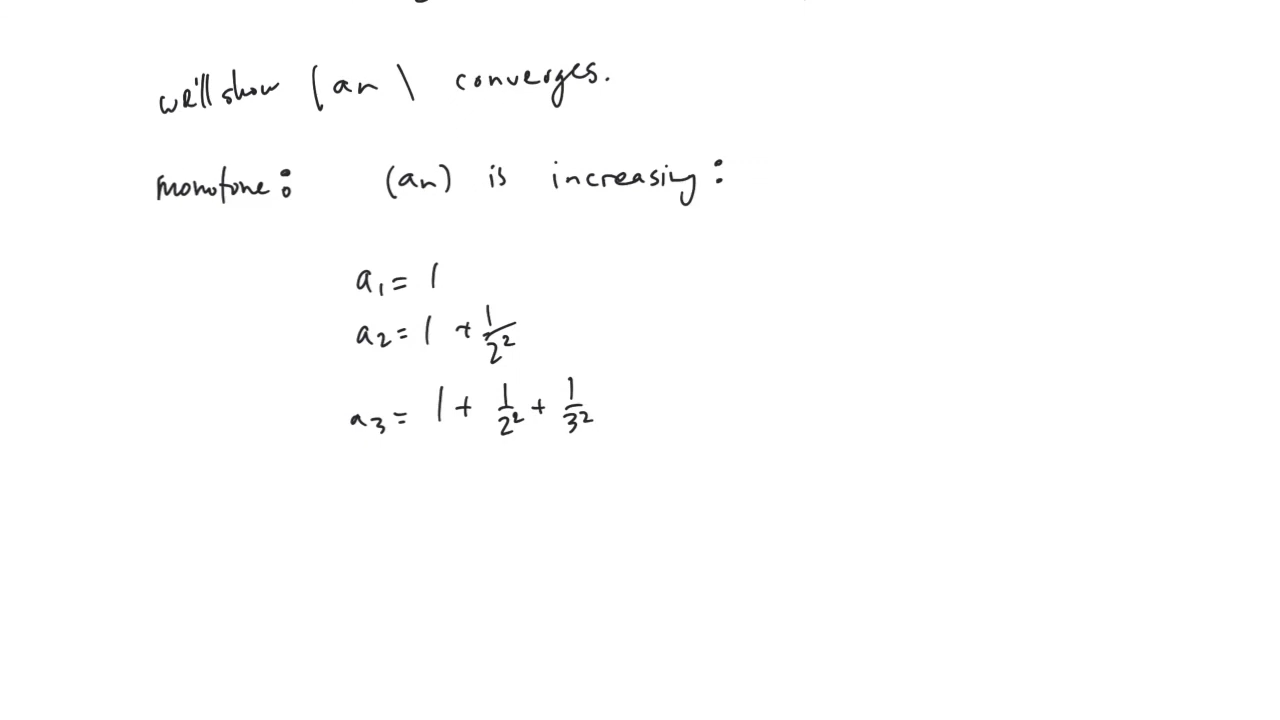 we'll show (an) converges.
monotone: (an) is increasing:
a₁ = 1
a₂ = 1 + 1/2²
a₃ = 1 + 1/2² + 1/3²